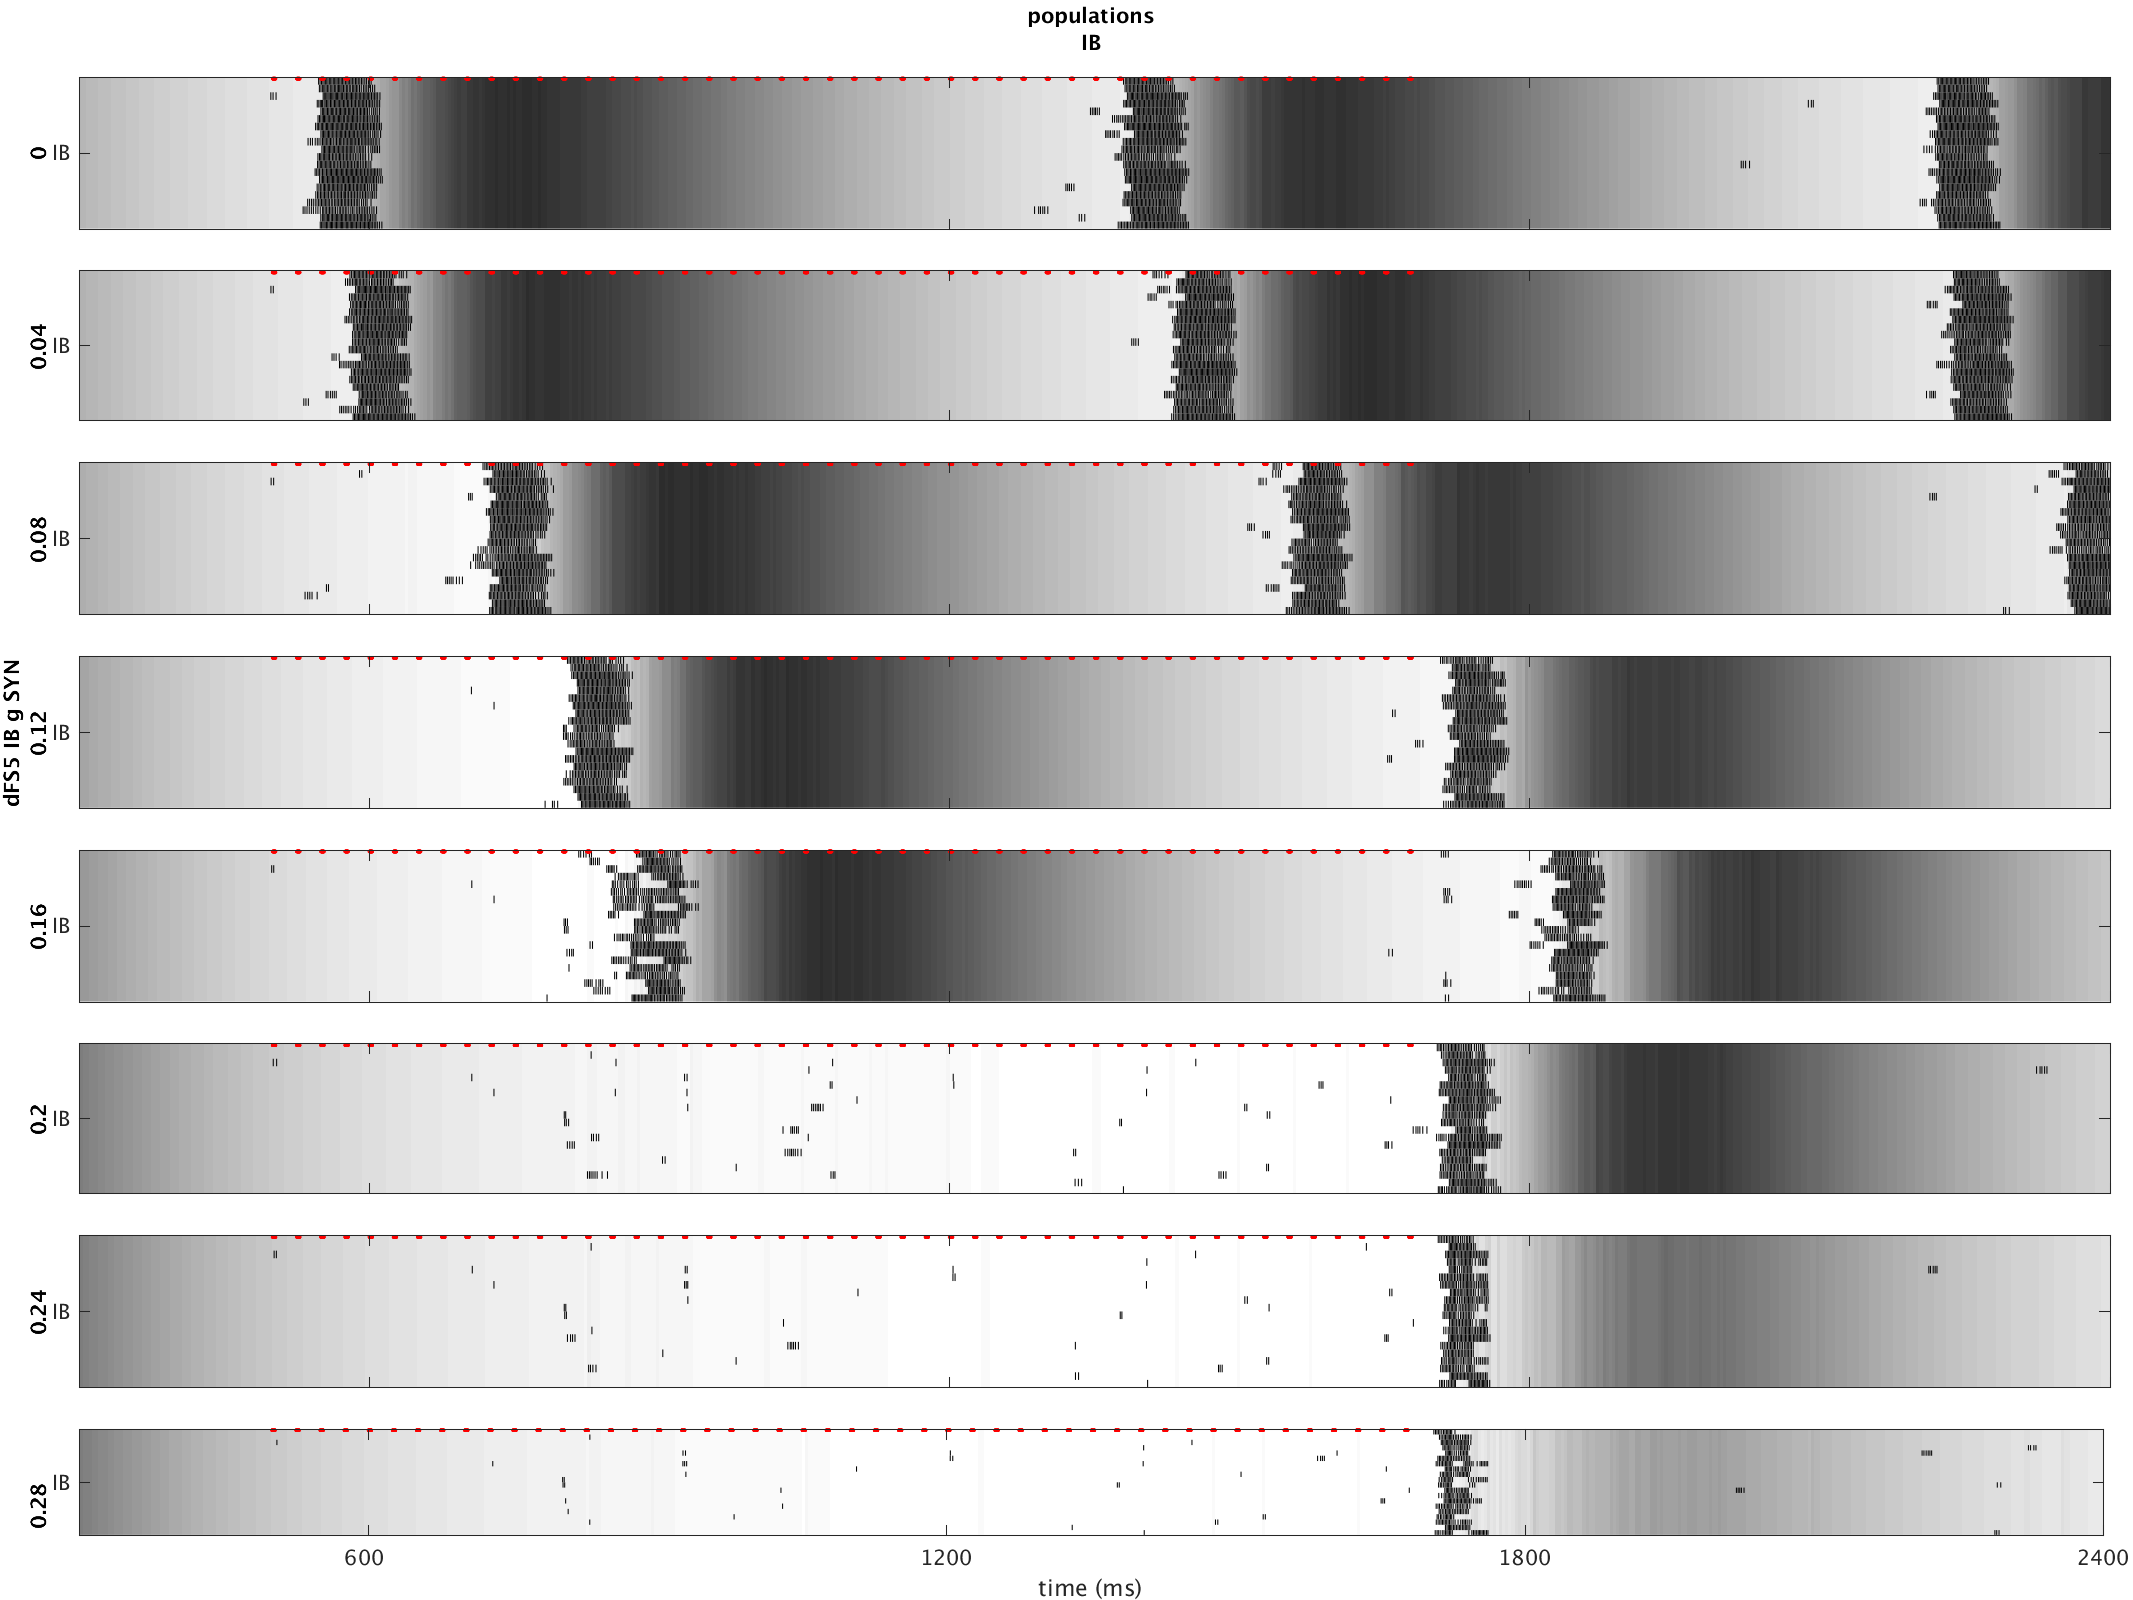 populations
IB
dFS5 IB g SYN
0 IB
0.04 IB
0.08 IB
0.12 IB
0.16 IB
0.2 IB
0.24 IB
0.28 IB
600 1200 1800 2400
time (ms)